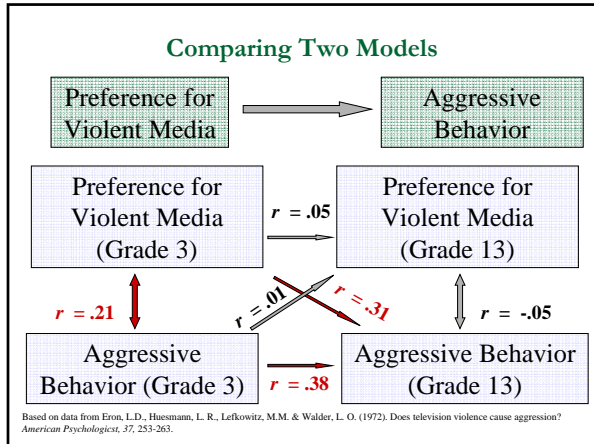 Comparing Two Models
Preference for
Violent Media
Aggressive
Behavior
Preference for
Violent Media
(Grade 3)
r = .05
Preference for
Violent Media
(Grade 13)
r = .21
r = .01
r = .31
r = -.05
Aggressive
Behavior (Grade 3)
r = .38
Aggressive Behavior
(Grade 13)
Based on data from Eron, L.D., Huesmann, L. R., Lefkowitz, M.M. & Walder, L. O. (1972). Does television violence cause aggression?
American Psychologicst, 37, 253-263.